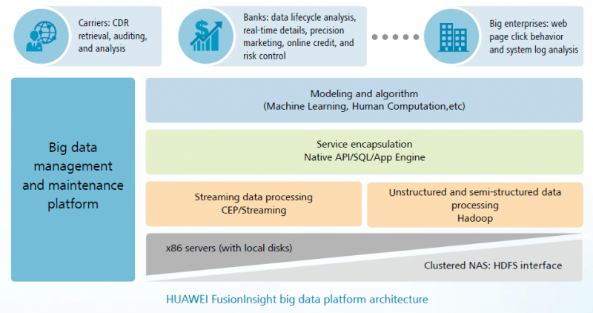 Carriers: CDR
retrieval, auditing,
and analysis
Banks: data lifecycle analysis,
real-time details, precision
marketing, online credit, and
risk control
Big enterprises: web
page click behavior
and system log analysis
Big data
management
and maintenance
platform
Modeling and algorithm
(Machine Learning, Human Computation,etc)
Service encapsulation
Native API/SQL/App Engine
Streaming data processing
CEP/Streaming
Unstructured and semi-structured data
processing
Hadoop
x86 servers (with local disks)
Clustered NAS: HDFS interface
HUAWEI FusionInsight big data platform architecture